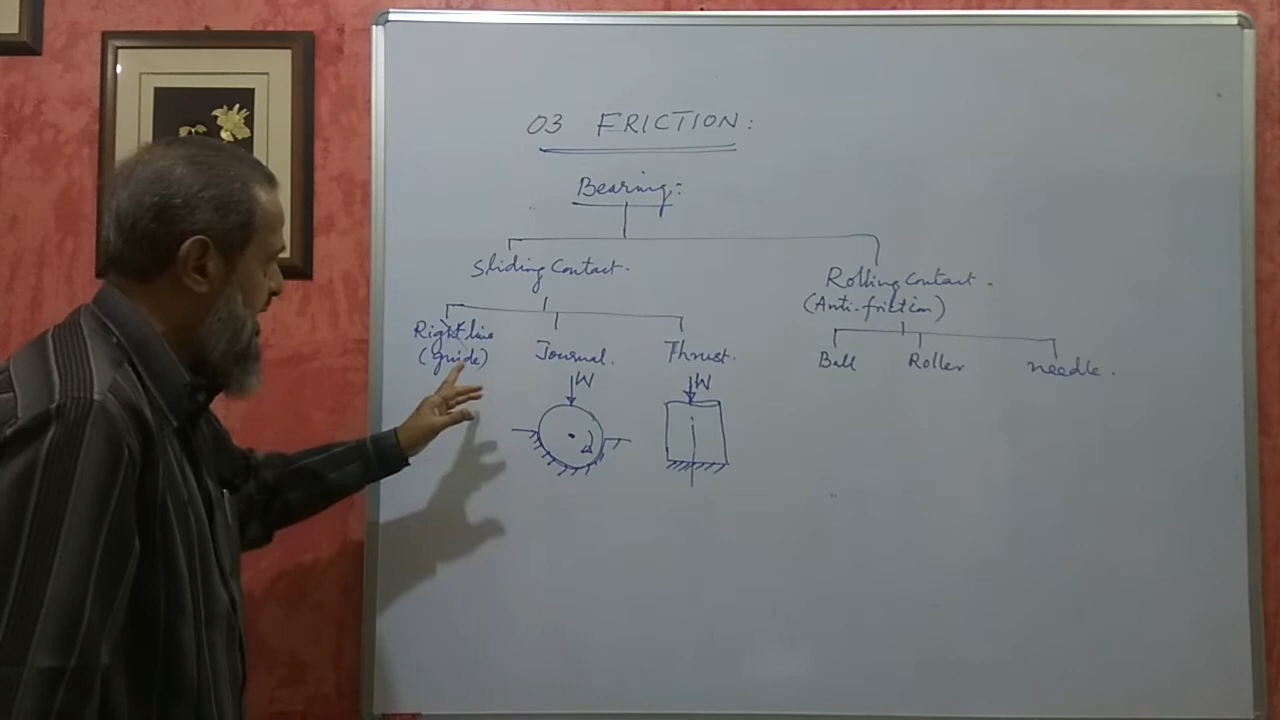 03 FRICTION:
Bearing:
Sliding Contact.
Rolling Contact.
(Anti-friction)
Right line
(guide)
Journal.
Thrust.
Ball
Roller
needle.
W
W